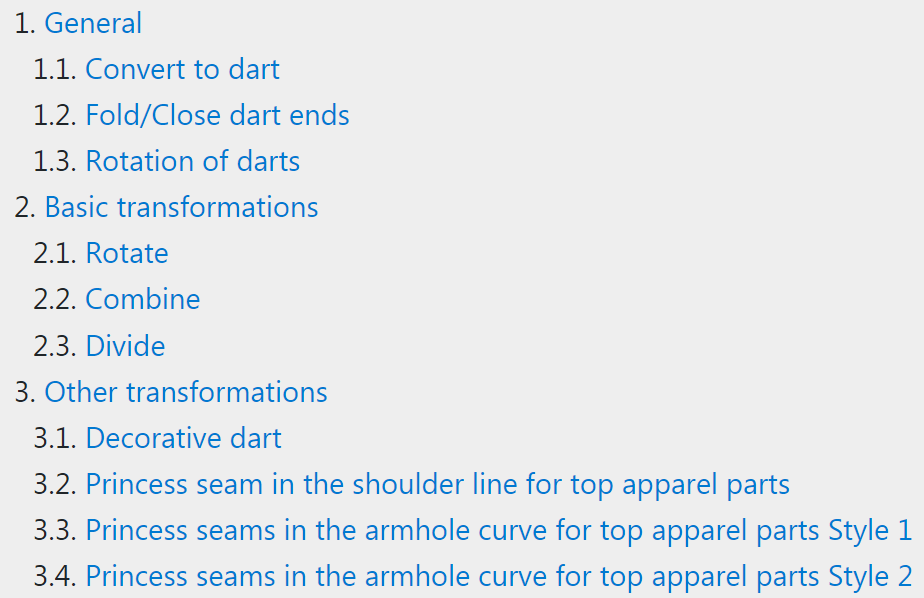 1. General
1.1. Convert to dart
1.2. Fold/Close dart ends
1.3. Rotation of darts
2. Basic transformations
2.1. Rotate
2.2. Combine
2.3. Divide
3. Other transformations
3.1. Decorative dart
3.2. Princess seam in the shoulder line for top apparel parts
3.3. Princess seams in the armhole curve for top apparel parts Style 1
3.4. Princess seams in the armhole curve for top apparel parts Style 2